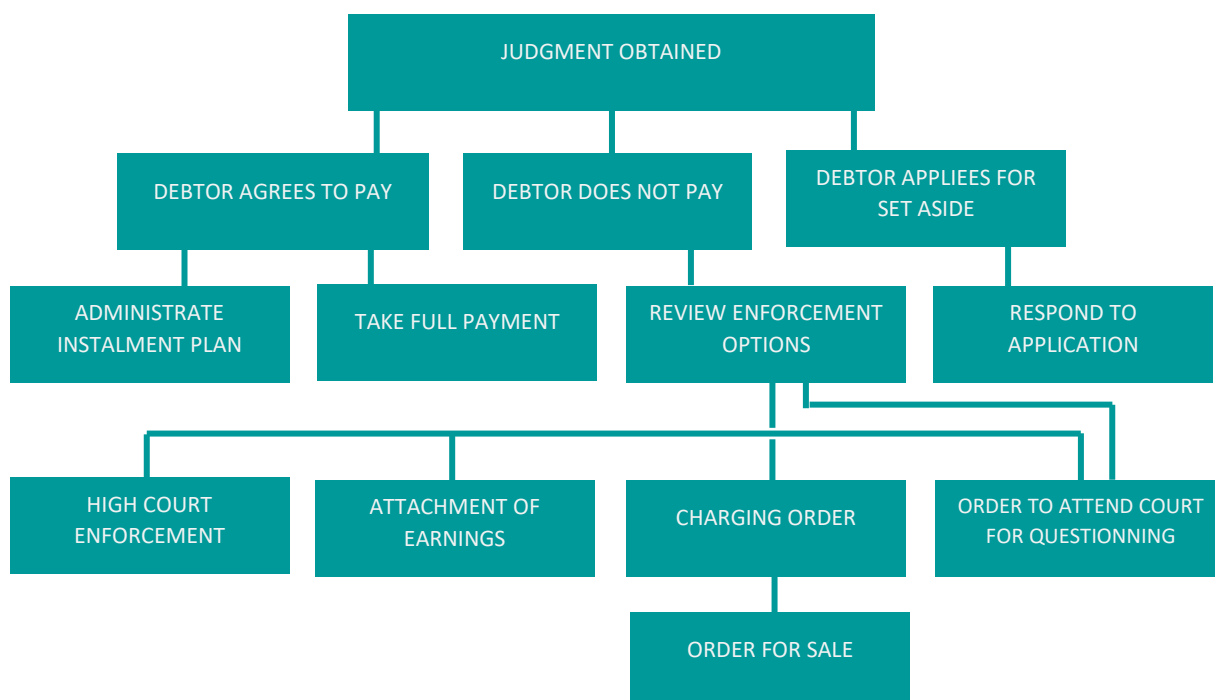 JUDGMENT OBTAINED
DEBTOR AGREES TO PAY
DEBTOR DOES NOT PAY
DEBTOR APPLIEES FOR
SET ASIDE
ADMINISTRATE
INSTALMENT PLAN
TAKE FULL PAYMENT
REVIEW ENFORCEMENT
OPTIONS
RESPOND TO
APPLICATION
HIGH COURT
ENFORCEMENT
ATTACHMENT OF
EARNINGS
CHARGING ORDER
ORDER TO ATTEND COURT
FOR QUESTIONNING
ORDER FOR SALE